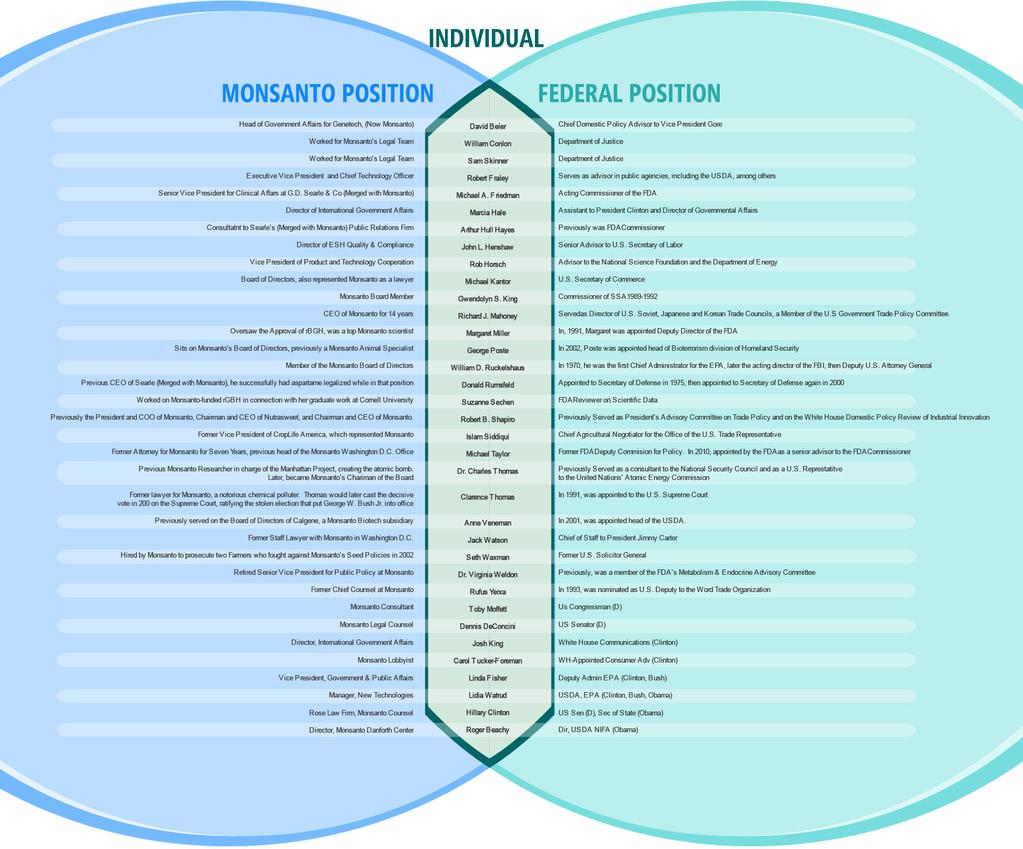 INDIVIDUAL
MONSANTO POSITION
FEDERAL POSITION
Head of Government Affairs for Genetech, (Now Monsanto) David Beier Chief Domestic Policy Advisor to Vice President Gore
Worked for Monsanto's Legal Team William Conlon Department of Justice
Worked for Monsanto's Legal Team Sam Skinner Department of Justice
Executive Vice President and Chief Technology Officer Robert Fraley Serves as advisor in public agencies, including the USDA, among others
Senior Vice President for Clinical Affars at G.D. Searle & Co (Merged with Monsanto) Michael A. Friedman Acting Commissioner of the FDA
Director of International Government Affairs Marcia Hale Assistant to President Clinton and Director of Governmental Affairs
Consultatnt to Searle's (Merged with Monsanto) Public Relations Firm Arthur Hull Hayes Previously was FDA Commissioner
Director of ESH Quality & Compliance John L. Henshaw Senior Advisor to U.S. Secretary of Labor
Vice President of Product and Technology Cooperation Rob Horsch Advisor to the National Science Foundation and the Department of Energy
Board of Directors, also represented Monsanto as a lawyer Michael Kantor U.S. Secretary of Commerce
Monsanto Board Member Gwendolyn S. King Commissioner of SSA 1989-1992
CEO of Monsanto for 14 years Richard J. Mahoney Servedas Director of U.S. Soviet, Japanese and Korean Trade Councils, a Member of the U.S Government Trade Policy Committee.
Oversaw the Approval of rBGH, was a top Monsanto scientist Margaret Miller In, 1991, Margaret was appointed Deputy Director of the FDA
Sits on Monsanto's Board of Directors, previously a Monsanto Animal Specialist George Poste In 2002, Poste was appointed head of Bioterrorism division of Homeland Security
Member of the Monsanto Board of Directors William D. Ruckelshaus In 1970, he was the first Chief Administrator for the EPA, later the acting director of the FBI, then Deputy U.S. Attorney General
Previous CEO of Searle (Merged with Monsanto), he successfully had aspartame legalized while in that position Donald Rumsfeld Appointed to Secretary of Defense in 1975, then appointed to Secretary of Defense again in 2000
Worked on Monsanto-funded rGBH in connection with her graduate work at Cornell University Suzanne Sechen FDA Reviewer on Scientific Data
Previously the President and COO of Monsanto, Chairman and CEO of Nutrasweet, and Chairman and CEO of Monsanto. Robert B. Shapiro Previously Served as President's Advisory Committee on Trade Policy and on the White House Domestic Policy Review of Industrial Innovation
Former Vice President of CropLife America, which represented Monsanto Islam Siddiqui Chief Agricultural Negotiator for the Office of the U.S. Trade Representative
Former Attorney for Monsanto for Seven Years, previous head of the Monsanto Washington D.C. Office Michael Taylor Former FDA Deputy Commision for Policy. In 2010, appointed by the FDA as a senior advisor to the FDA Commissioner
Previous Monsanto Researcher in charge of the Manhattan Project, creating the atomic bomb. Dr. Charles Thomas Previously Served as a consultant to the National Security Council and as a U.S. Represtatitve
Later, became Monsanto's Chariman of the Board to the United Nations' Atomic Energy Commission
Former lawyer for Monsanto, a notorious chemical polluter. Thomas would later cast the decisive Clarence Thomas In 1991, was appointed to the U.S. Supreme Court
vote in 200 on the Supreme Court, ratifying the stolen election that put George W. Bush Jr. into office
Previously served on the Board of Directors of Calgene, a Monsanto Biotech subsidiary Anne Veneman In 2001, was appointed head of the USDA.
Former Staff Lawyer with Monsanto in Washington D.C. Jack Watson Chief of Staff to President Jimmy Carter
Hired by Monsanto to prosecute two Farmers who fought against Monsanto's Seed Policies in 2002 Seth Waxman Former U.S. Solicitor General
Retired Senior Vice President for Public Policy at Monsanto Dr. Virginia Weldon Previously, was a member of the FDA's Metabolism & Endocrine Advisory Committee
Former Chief Counsel at Monsanto Rufus Yerxa In 1993, was nominated as U.S. Deputy to the Word Trade Organization
Monsanto Consultant Toby Moffett Us Congressman (D)
Monsanto Legal Counsel Dennis DeConcini US Senator (D)
Director, International Government Affairs Josh King White House Communications (Clinton)
Monsanto Lobbyist Carol Tucker-Foreman WH-Appointed Consumer Adv (Clinton)
Vice President, Government & Public Affairs Linda Fisher Deputy Admin EPA (Clinton, Bush)
Manager, New Technologies Lidia Watrud USDA, EPA (Clinton, Bush, Obama)
Rose Law Firm, Monsanto Counsel Hillary Clinton US Sen (D), Sec of State (Obama)
Director, Monsanto Danforth Center Roger Beachy Dir, USDA NIFA (Obama)